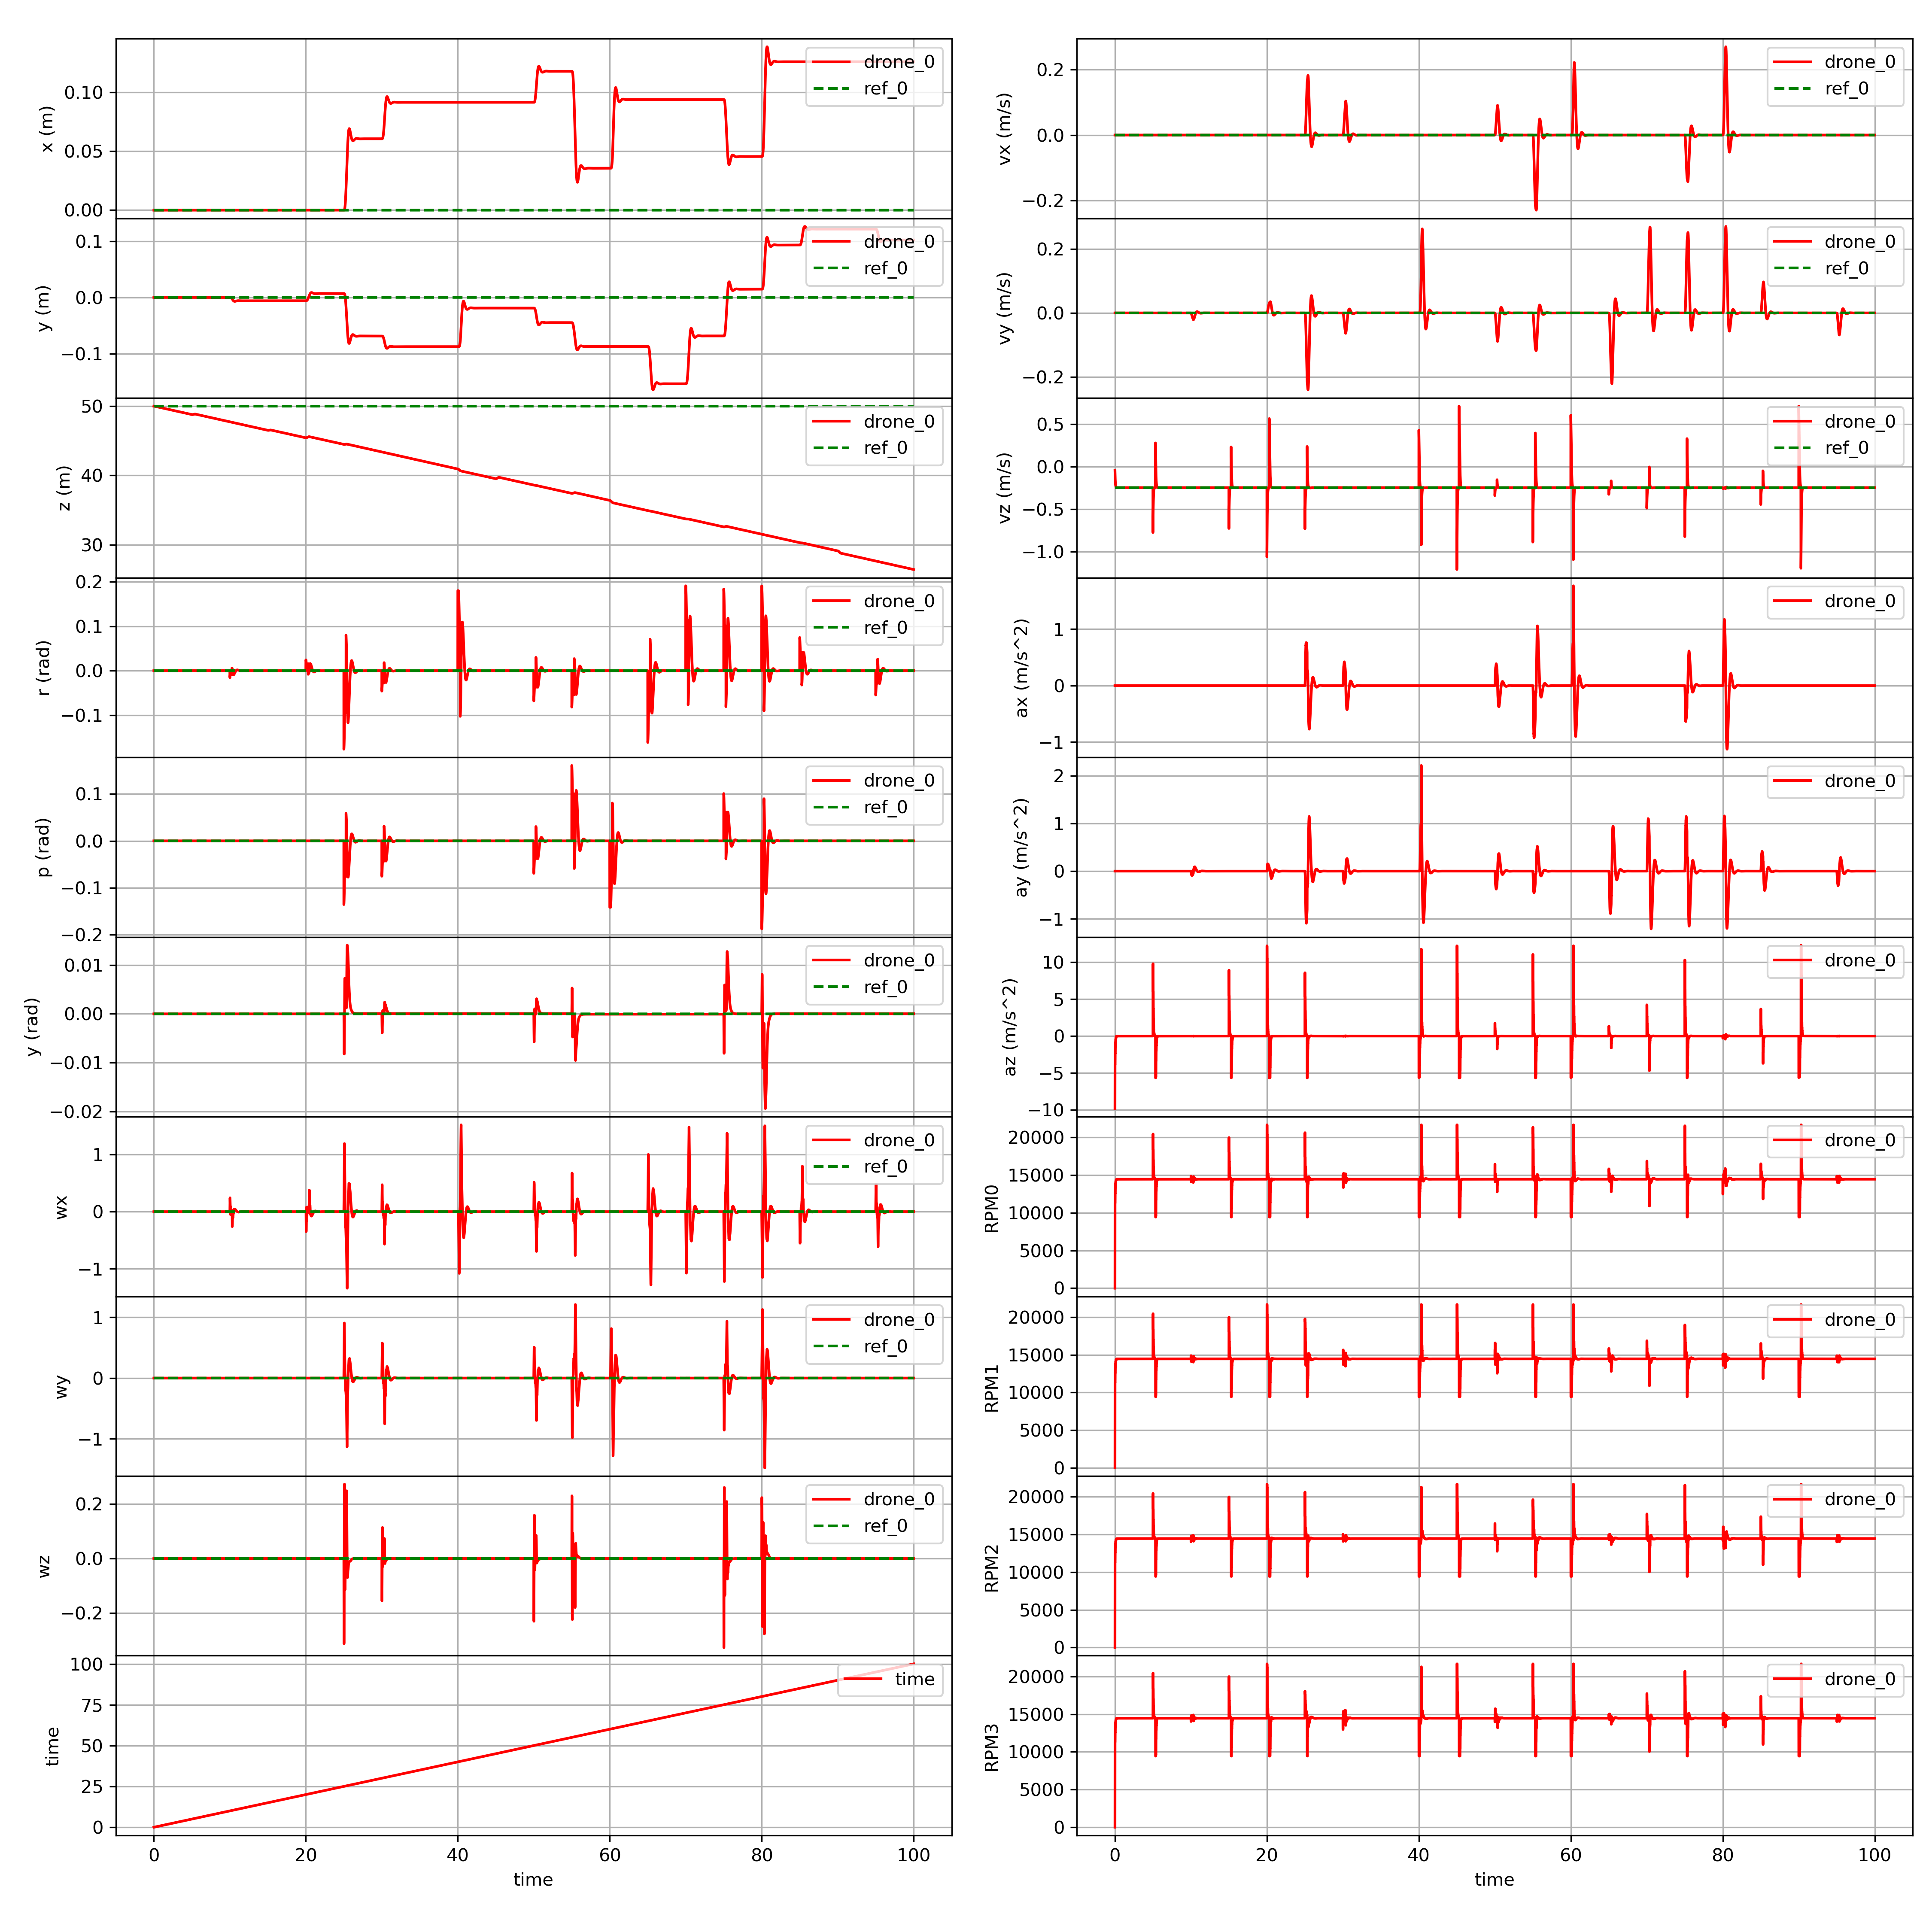 x (m)
0.10
0.05
0.00
drone_0
ref_0
y (m)
0.1
0.0
−0.1
drone_0
ref_0
z (m)
50
40
30
drone_0
ref_0
r (rad)
0.2
0.1
0.0
−0.1
drone_0
ref_0
p (rad)
0.1
0.0
−0.1
−0.2
drone_0
ref_0
y (rad)
0.01
0.00
−0.01
−0.02
drone_0
ref_0
wx
1
0
−1
drone_0
ref_0
wy
1
0
−1
drone_0
ref_0
wz
0.2
0.0
−0.2
drone_0
ref_0
time
100
75
50
25
0
time
0 20 40 60 80 100
time
vx (m/s)
0.2
0.0
−0.2
drone_0
ref_0
vy (m/s)
0.2
0.0
−0.2
drone_0
ref_0
vz (m/s)
0.5
0.0
−0.5
−1.0
drone_0
ref_0
ax (m/s^2)
1
0
−1
drone_0
ay (m/s^2)
2
1
0
−1
drone_0
az (m/s^2)
10
5
0
−5
−10
drone_0
RPM0
20000
15000
10000
5000
0
drone_0
RPM1
20000
15000
10000
5000
0
drone_0
RPM2
20000
15000
10000
5000
0
drone_0
RPM3
20000
15000
10000
5000
0
drone_0
0 20 40 60 80 100
time